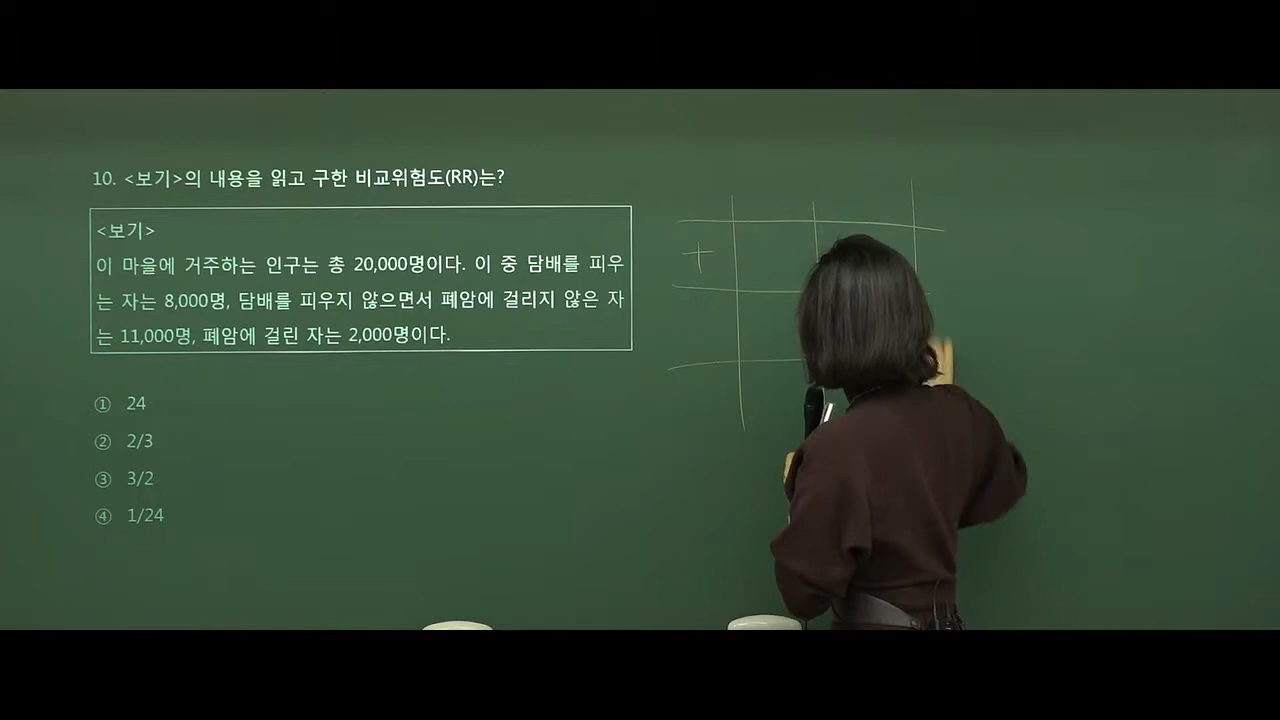 10. <보기>의 내용을 읽고 구한 비교위험도(RR)는?
<보기>
이 마을에 거주하는 인구는 총 20,000명이다. 이 중 담배를 피우
는 자는 8,000명, 담배를 피우지 않으면서 폐암에 걸리지 않은 자
는 11,000명, 폐암에 걸린 자는 2,000명이다.
① 24
② 2/3
③ 3/2
④ 1/24
+